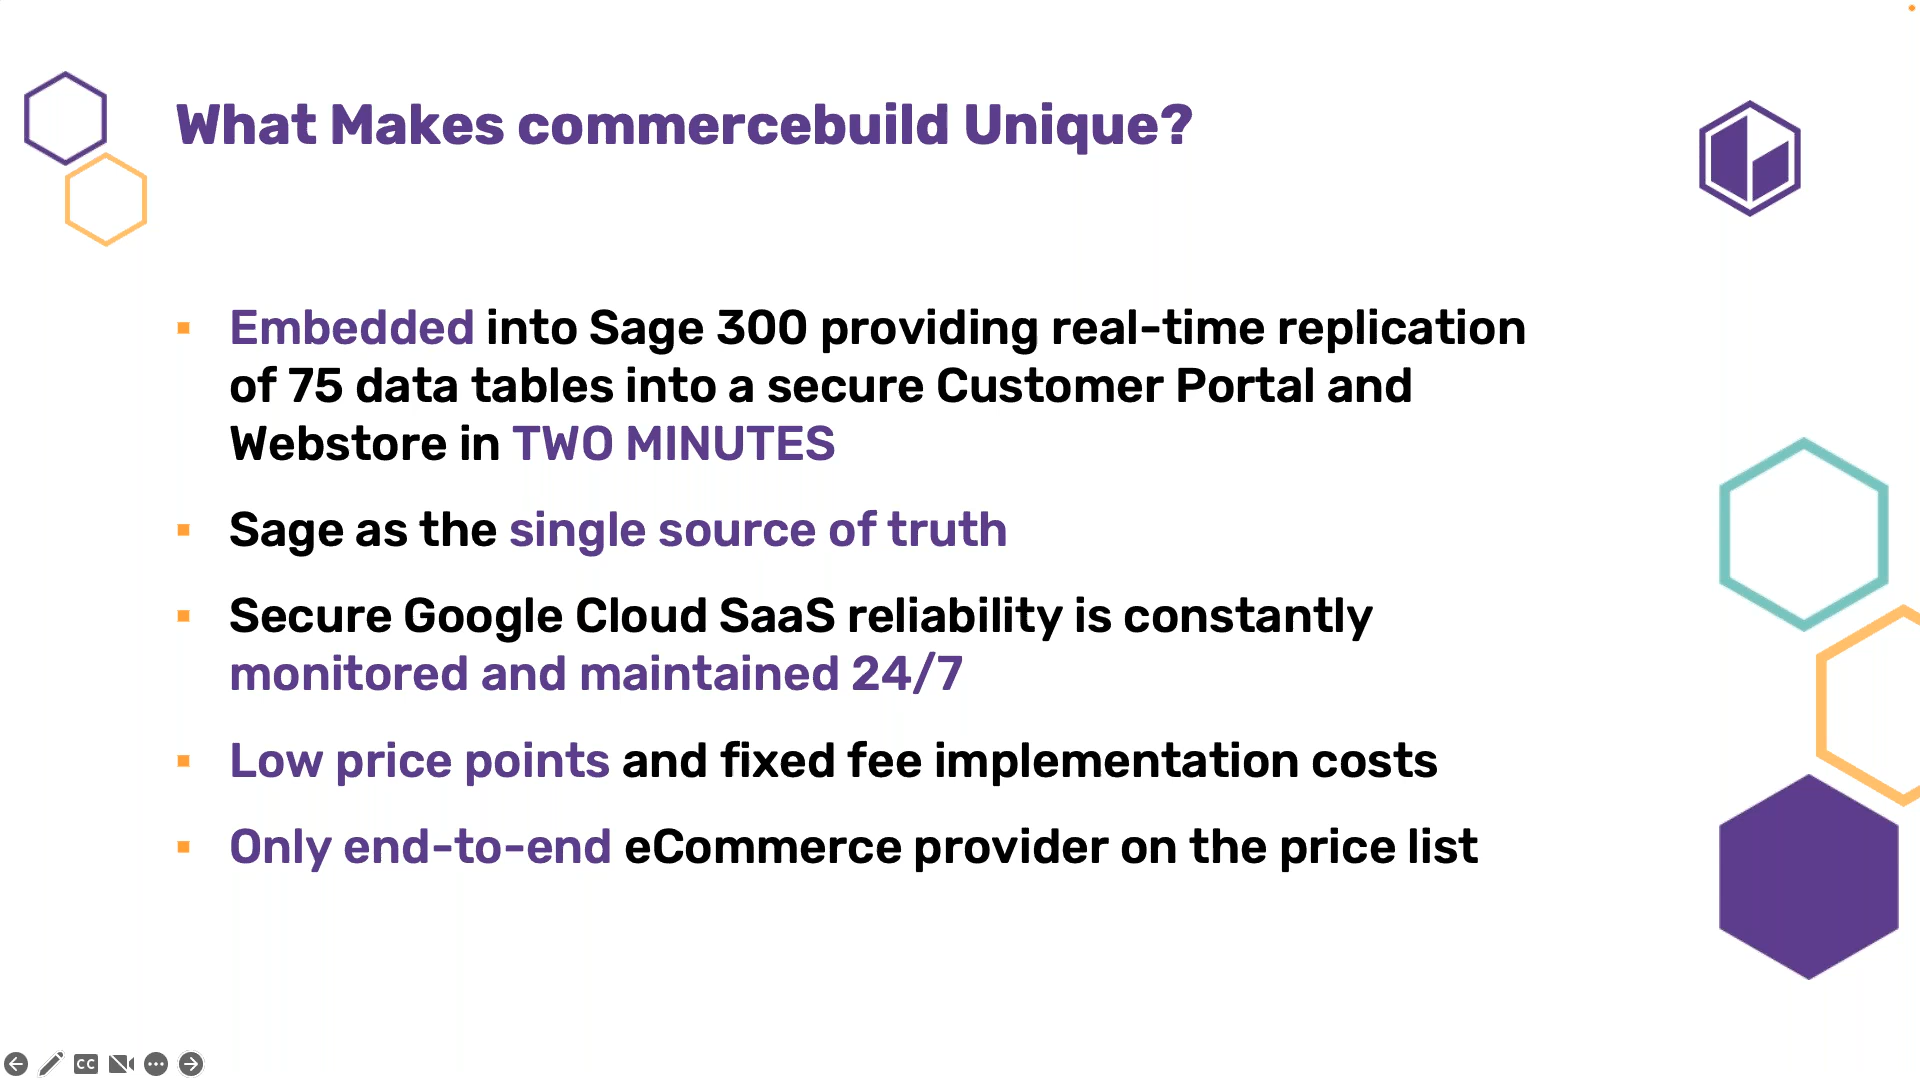 What Makes commercebuild Unique?
▪ Embedded into Sage 300 providing real-time replication
of 75 data tables into a secure Customer Portal and
Webstore in TWO MINUTES
▪ Sage as the single source of truth
▪ Secure Google Cloud SaaS reliability is constantly
monitored and maintained 24/7
▪ Low price points and fixed fee implementation costs
▪ Only end-to-end eCommerce provider on the price list
CC